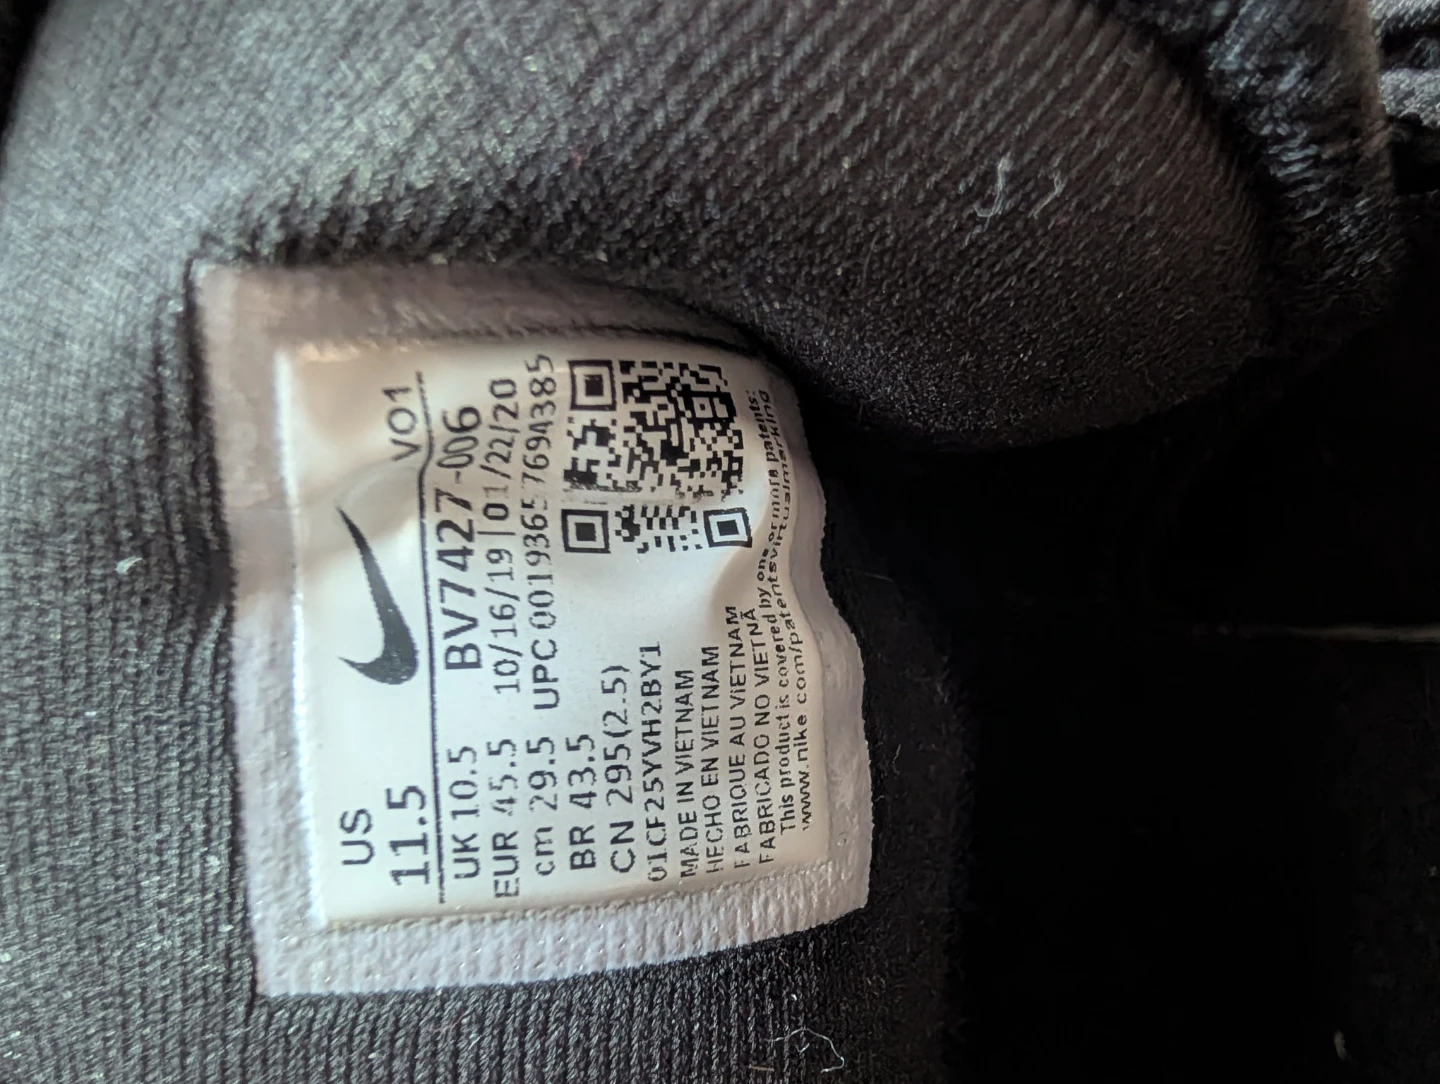 US VO1
11.5
UK 10.5 BV7427-006
EUR 45.5 10/16/19 | 01/22/20
cm 29.5 UPC 00193657694385
BR 43.5
CN 295(2.5)
01CF25YVH2BY1
MADE IN VIETNAM
HECHO EN VIETNAM
FABRIQUE AU VIETNAM
FABRICADO NO VIETNÃ
This product is covered by one or more patents:
www.nike com/patentsvirtualmarking